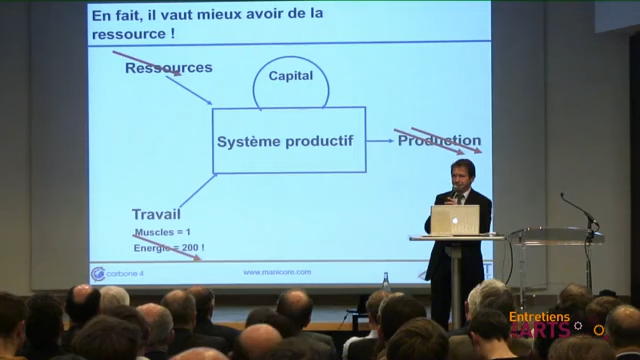 En fait, il vaut mieux avoir de la
ressource !
Ressources
Capital
Système productif
Production
Travail
Muscles = 1
Energie = 200 !
carbone 4
www.manicore.com
Entretiens
ARTS